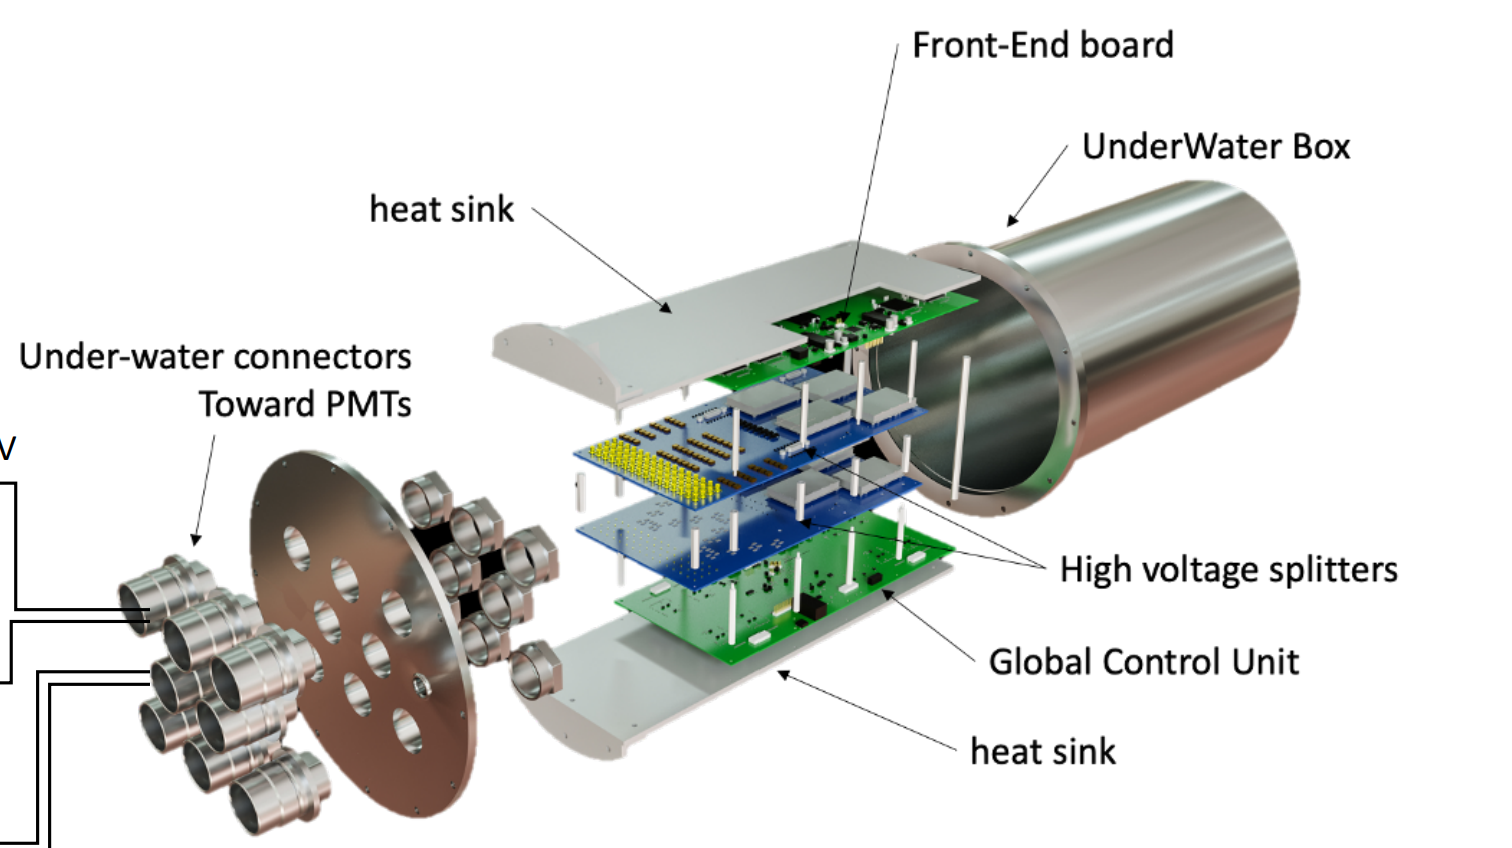 Front-End board
UnderWater Box
heat sink
Under-water connectors
Toward PMTs
V
High voltage splitters
Global Control Unit
heat sink